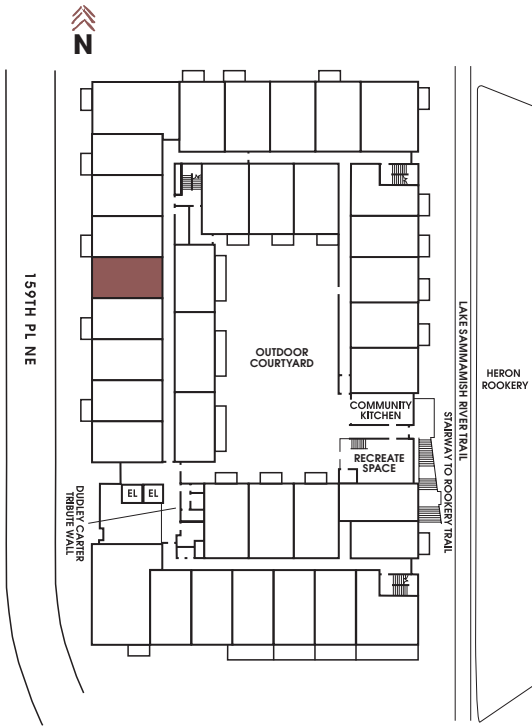 N
159TH PL NE
OUTDOOR
COURTYARD
LAKE SAMMAMISH RIVER TRAIL
HERON
ROOKERY
COMMUNITY
KITCHEN
RECREATE
SPACE
STAIRWAY TO ROOKERY TRAIL
EL
EL
DUDLEY CARTER
TRIBUTE WALL